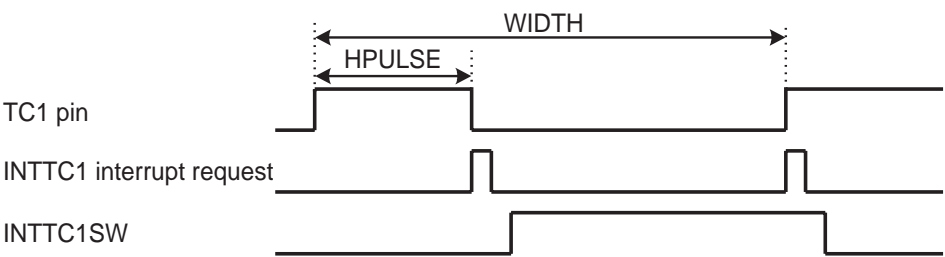 WIDTH
HPULSE
TC1 pin
INTTC1 interrupt request
INTTC1SW